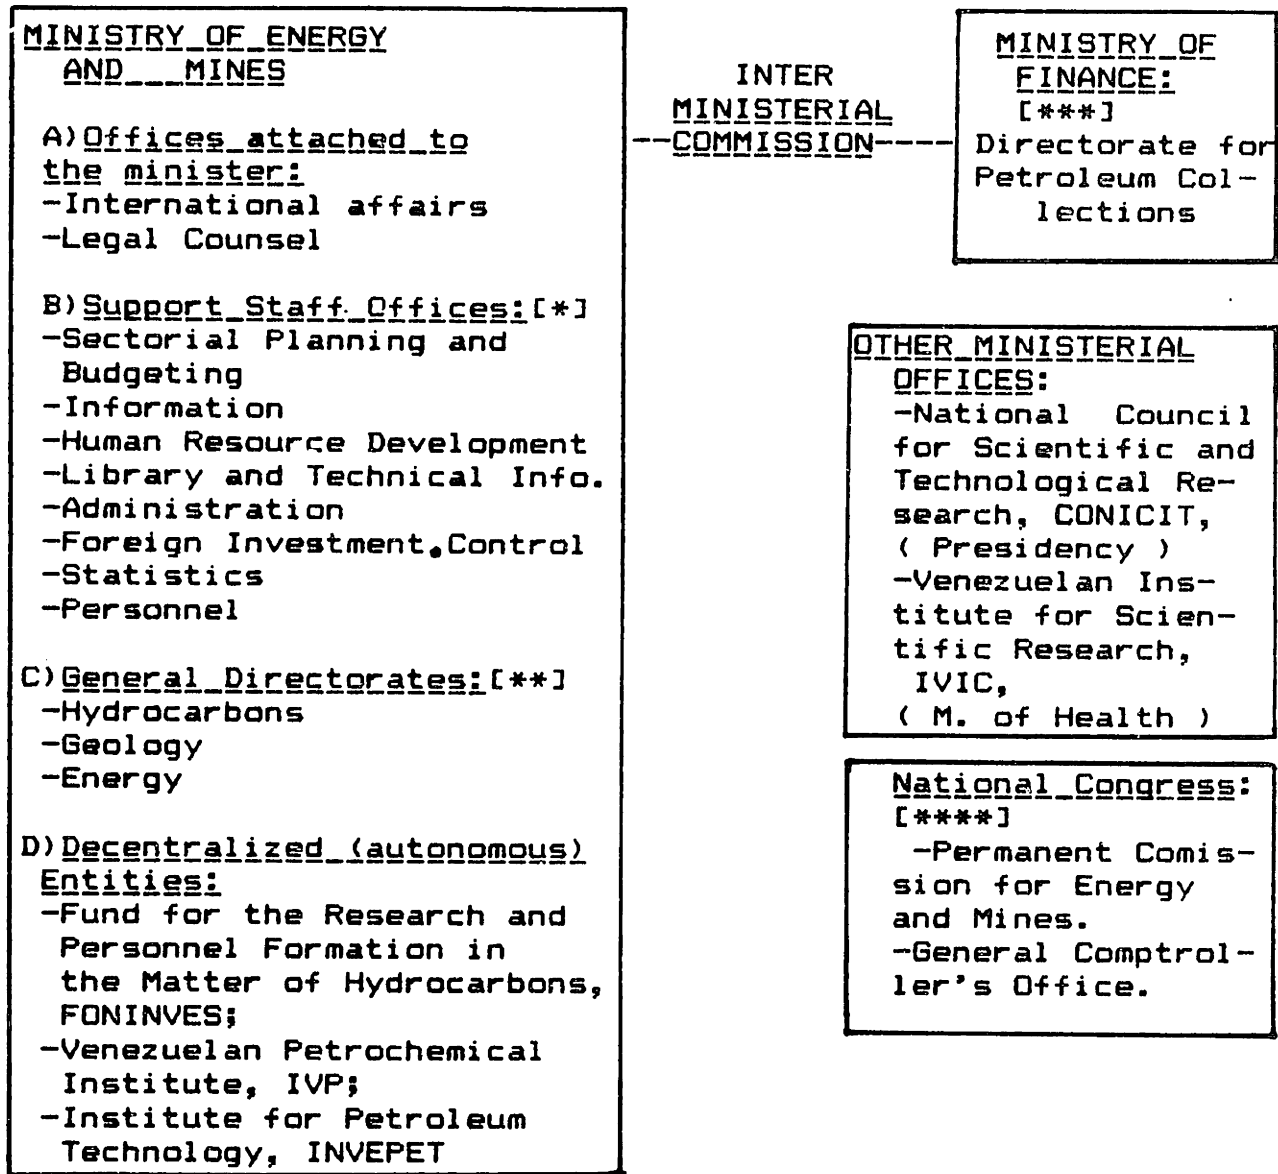 MINISTRY OF ENERGY
AND MINES
A) Offices attached to
the minister:
-International affairs
-Legal Counsel
B) Support Staff Offices: [*]
-Sectorial Planning and
Budgeting
-Information
-Human Resource Development
-Library and Technical Info.
-Administration
-Foreign Investment.Control
-Statistics
-Personnel
C) General Directorates: [**]
-Hydrocarbons
-Geology
-Energy
D) Decentralized (autonomous)
Entities:
-Fund for the Research and
Personnel Formation in
the Matter of Hydrocarbons,
FONINVES;
-Venezuelan Petrochemical
Institute, IVP;
-Institute for Petroleum
Technology, INVEPET
INTER
MINISTERIAL
--COMMISSION----
MINISTRY OF
FINANCE:
[***]
Directorate for
Petroleum Col-
lections
OTHER MINISTERIAL
OFFICES:
-National Council
for Scientific and
Technological Re-
search, CONICIT,
( Presidency )
-Venezuelan Ins-
titute for Scien-
tific Research,
IVIC,
( M. of Health )
National Congress:
[****]
-Permanent Comis-
sion for Energy
and Mines.
-General Comptrol-
ler's Office.